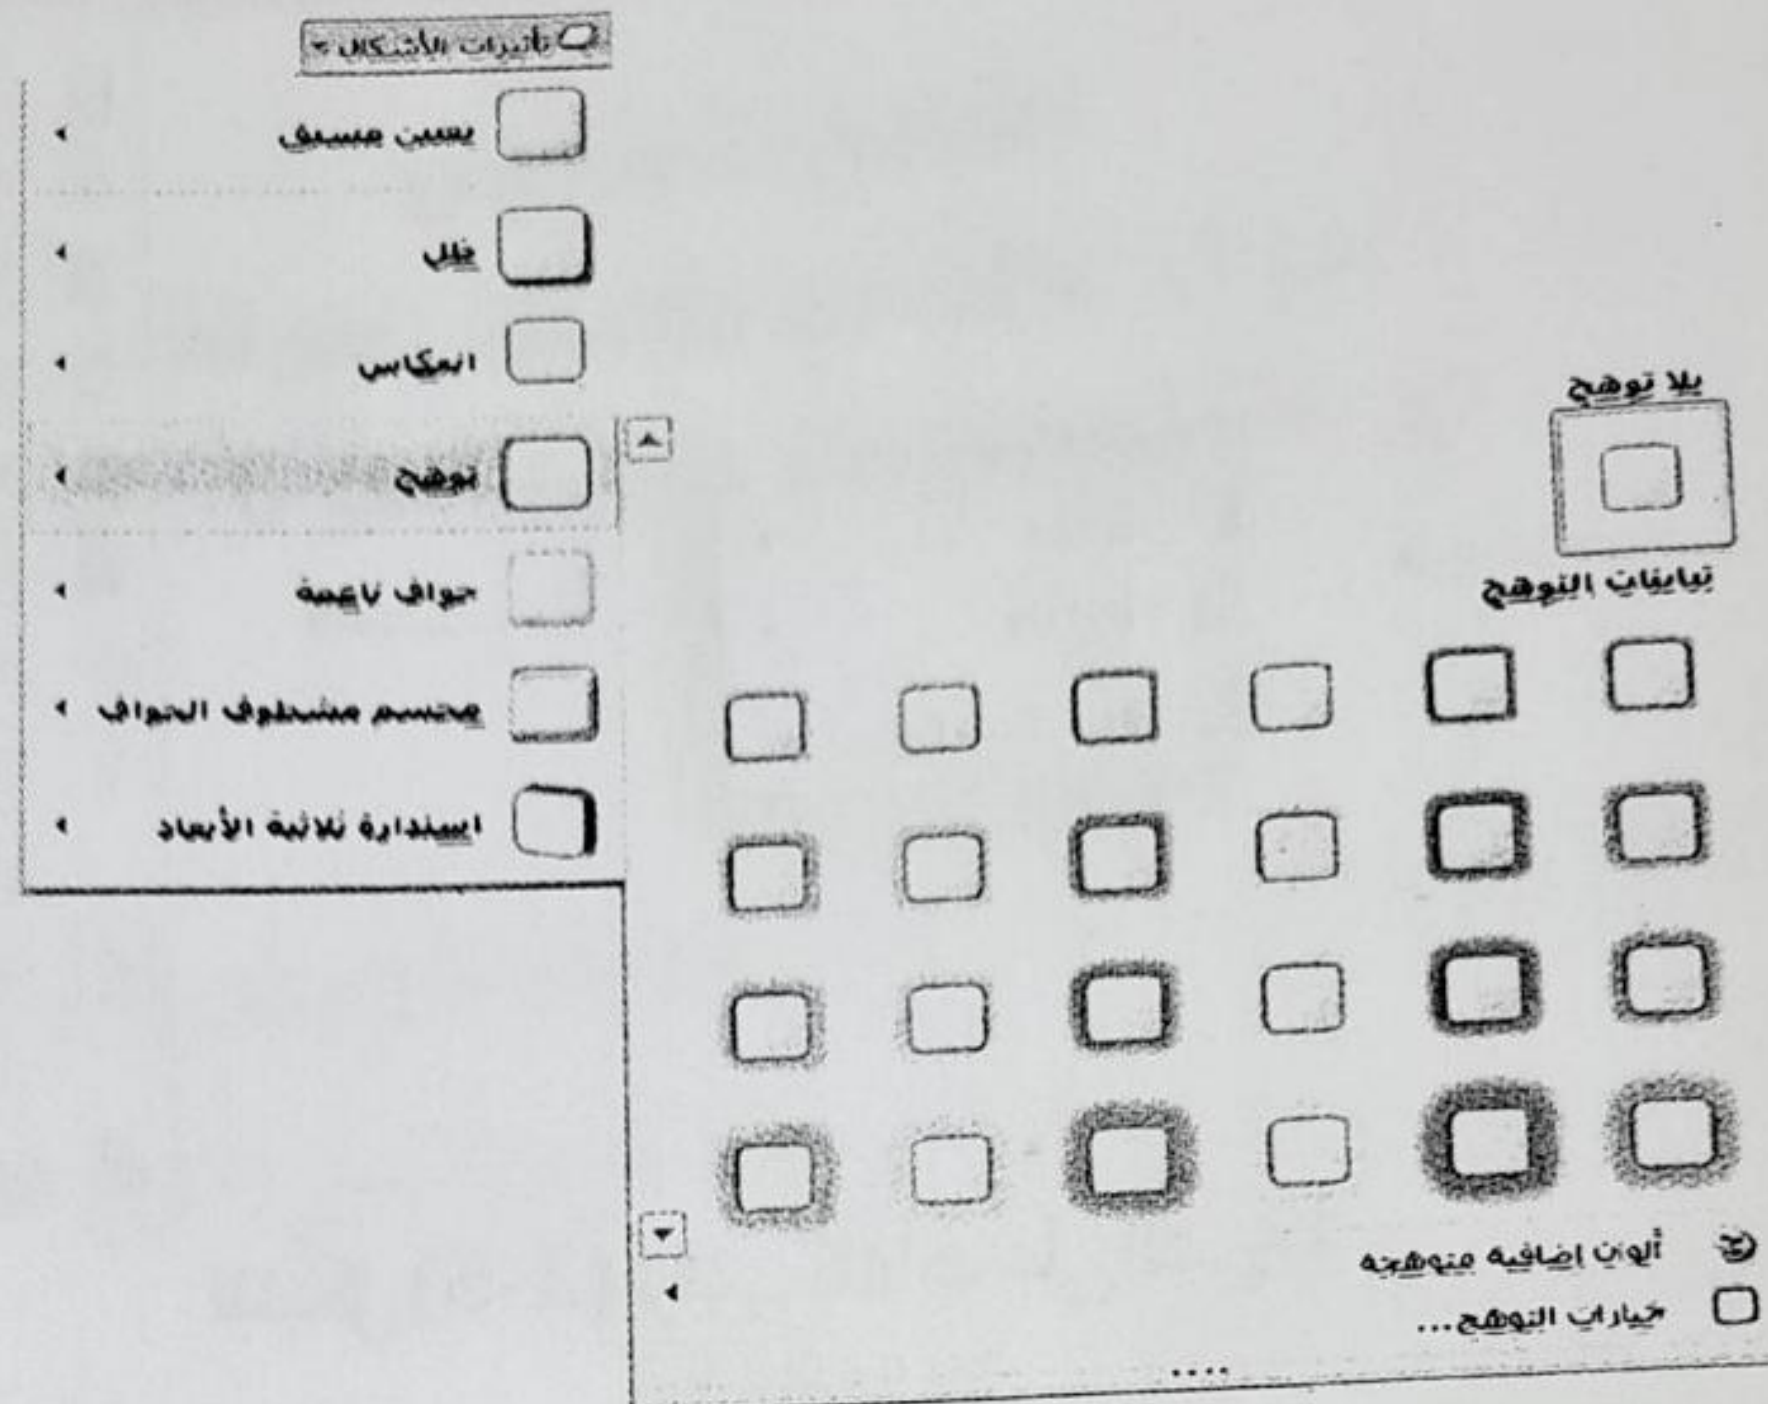 تأثيرات الأشكال
تعيين مسبق
ظل
انعكاس
توهج
حواف ناعمة
مجسم مشطوف الحواف
استدارة ثلاثية الأبعاد
بلا توهج
تباينات التوهج
ألوان إضافية متوهجة
خيارات التوهج...